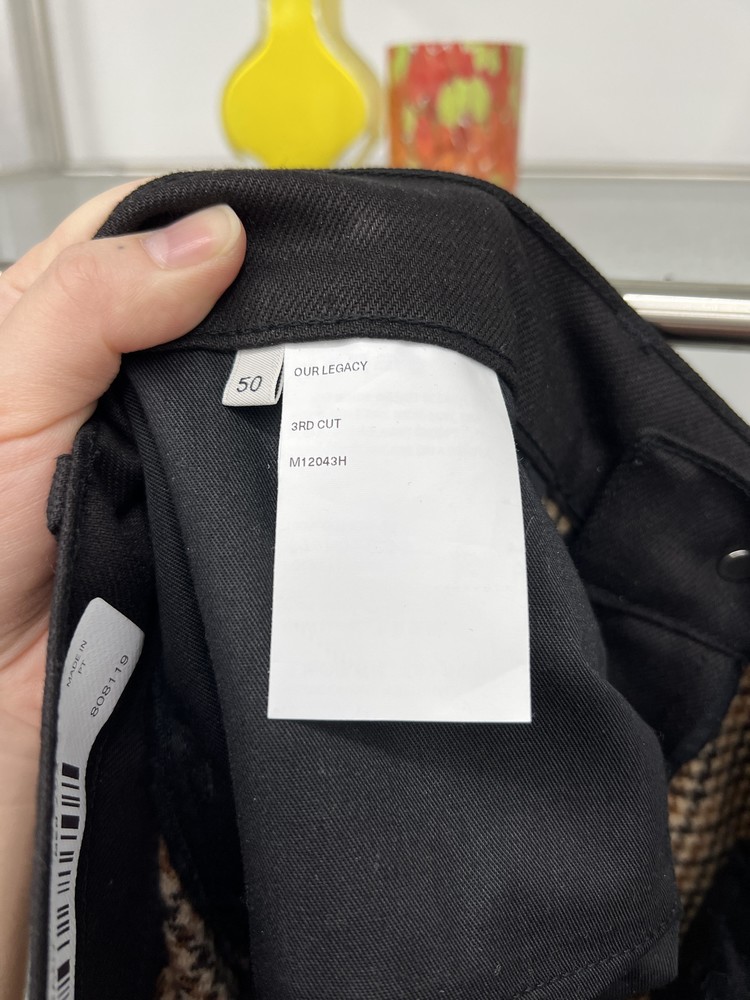 50
OUR LEGACY
3RD CUT
M12043H
MADE IN
PT
808119